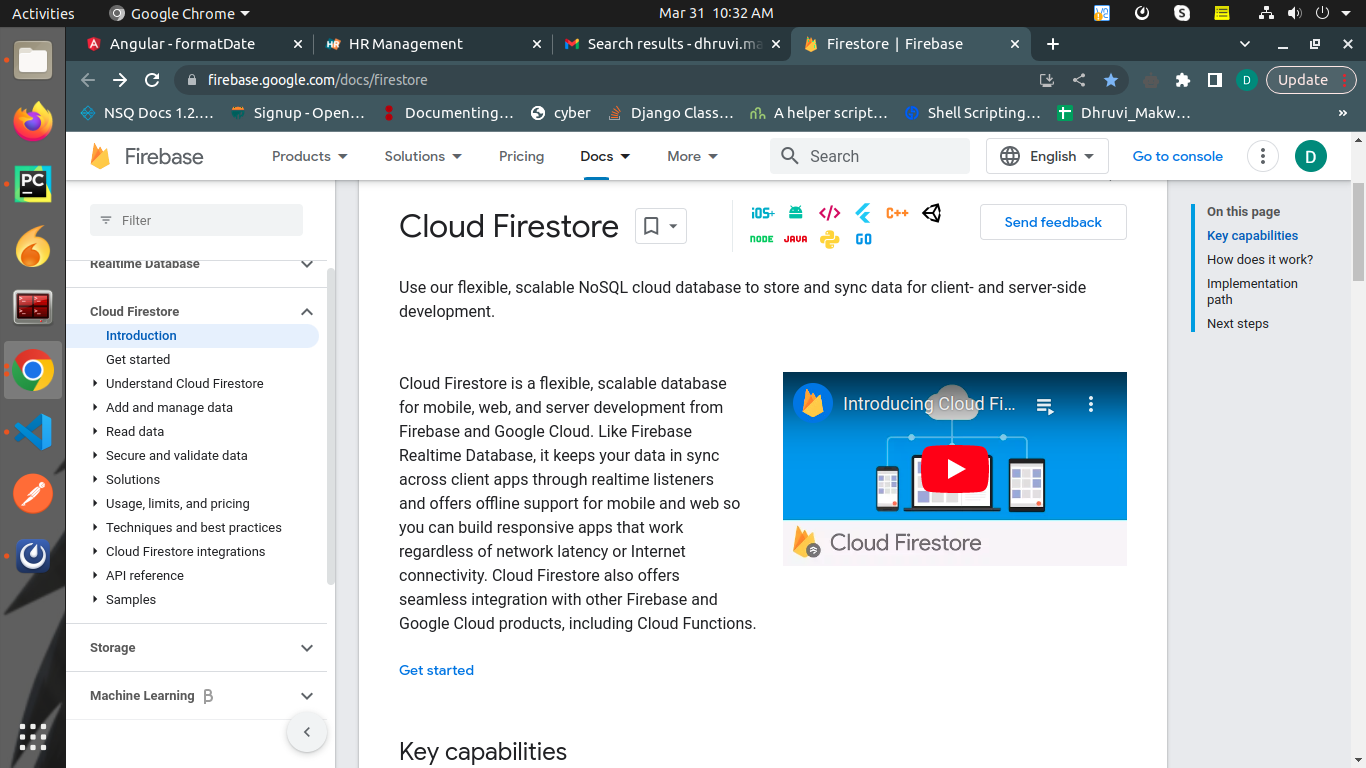 Activities
Google Chrome
Mar 31 10:32 AM
Angular - formatDate
HR Management
Search results - dhruvi.ma
Firestore | Firebase
firebase.google.com/docs/firestore
D
Update
NSQ Docs 1.2....
Signup - Open...
Documenting...
cyber
Django Class...
A helper script...
Shell Scripting...
Dhruvi_Makw...
»
Firebase
Products
Solutions
Pricing
Docs
More
Search
English
Go to console
D
Filter
Realtime Database
Cloud Firestore
Introduction
Get started
Understand Cloud Firestore
Add and manage data
Read data
Secure and validate data
Solutions
Usage, limits, and pricing
Techniques and best practices
Cloud Firestore integrations
API reference
Samples
Storage
Machine Learning β
Cloud Firestore
iOS+
C++
NODE
JAVA
GO
Send feedback
Use our flexible, scalable NoSQL cloud database to store and sync data for client- and server-side
development.
Cloud Firestore is a flexible, scalable database
for mobile, web, and server development from
Firebase and Google Cloud. Like Firebase
Realtime Database, it keeps your data in sync
across client apps through realtime listeners
and offers offline support for mobile and web so
you can build responsive apps that work
regardless of network latency or Internet
connectivity. Cloud Firestore also offers
seamless integration with other Firebase and
Google Cloud products, including Cloud Functions.
Introducing Cloud Fi...
Cloud Firestore
Get started
Key capabilities
On this page
Key capabilities
How does it work?
Implementation
path
Next steps
PC